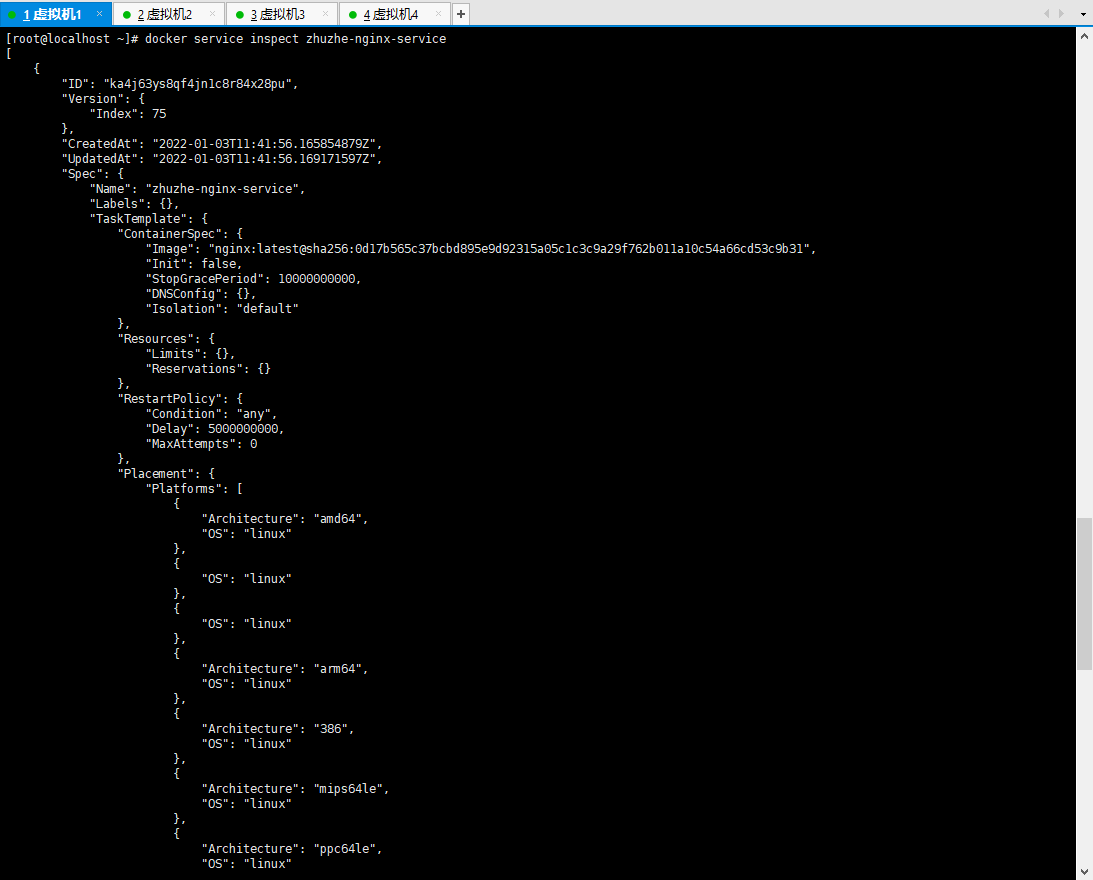 1 虚拟机1 × 2 虚拟机2 × 3 虚拟机3 × 4 虚拟机4 × +
[root@localhost ~]# docker service inspect zhuzhe-nginx-service
[
    {
        "ID": "ka4j63ys8qf4jn1c8r84x28pu",
        "Version": {
            "Index": 75
        },
        "CreatedAt": "2022-01-03T11:41:56.165854879Z",
        "UpdatedAt": "2022-01-03T11:41:56.169171597Z",
        "Spec": {
            "Name": "zhuzhe-nginx-service",
            "Labels": {},
            "TaskTemplate": {
                "ContainerSpec": {
                    "Image": "nginx:latest@sha256:0d17b565c37bcbd895e9d92315a05c1c3c9a29f762b011a10c54a66cd53c9b31",
                    "Init": false,
                    "StopGracePeriod": 10000000000,
                    "DNSConfig": {},
                    "Isolation": "default"
                },
                "Resources": {
                    "Limits": {},
                    "Reservations": {}
                },
                "RestartPolicy": {
                    "Condition": "any",
                    "Delay": 5000000000,
                    "MaxAttempts": 0
                },
                "Placement": {
                    "Platforms": [
                        {
                            "Architecture": "amd64",
                            "OS": "linux"
                        },
                        {
                            "OS": "linux"
                        },
                        {
                            "OS": "linux"
                        },
                        {
                            "Architecture": "arm64",
                            "OS": "linux"
                        },
                        {
                            "Architecture": "386",
                            "OS": "linux"
                        },
                        {
                            "Architecture": "mips64le",
                            "OS": "linux"
                        },
                        {
                            "Architecture": "ppc64le",
                            "OS": "linux"